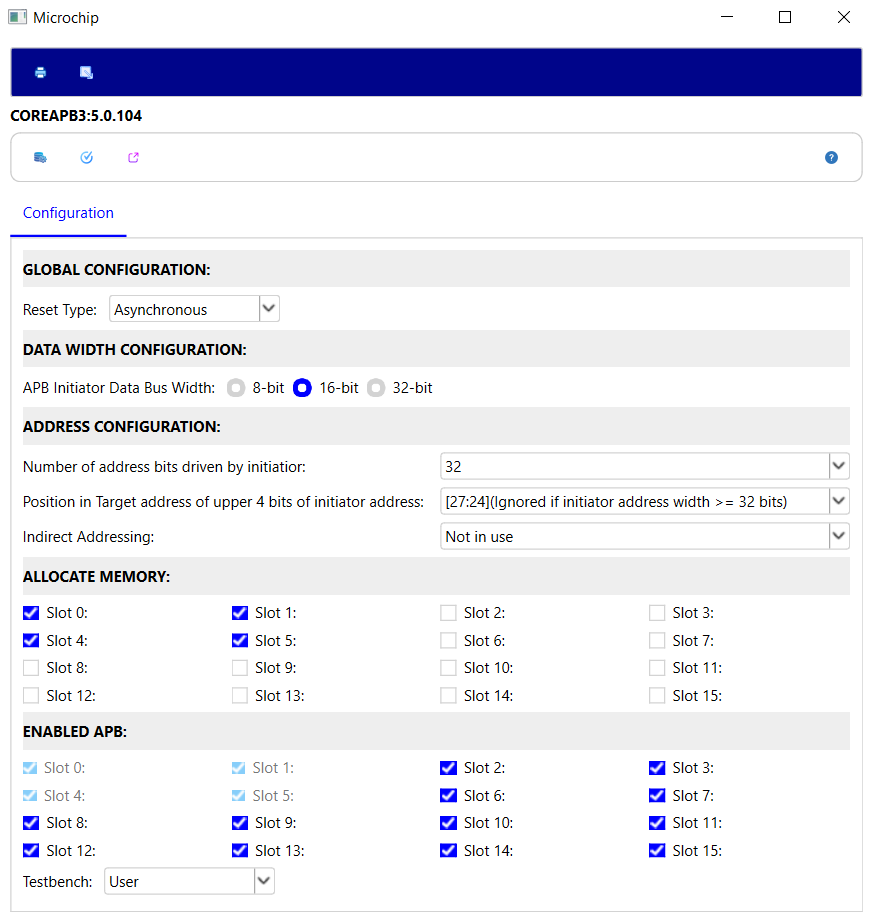 Microchip
COREAPB3:5.0.104
Configuration
GLOBAL CONFIGURATION:
Reset Type: Asynchronous
DATA WIDTH CONFIGURATION:
APB Initiator Data Bus Width: 8-bit 16-bit 32-bit
ADDRESS CONFIGURATION:
Number of address bits driven by initiatior: 32
Position in Target address of upper 4 bits of initiator address: [27:24](Ignored if initiator address width >= 32 bits)
Indirect Addressing: Not in use
ALLOCATE MEMORY:
Slot 0: Slot 1: Slot 2: Slot 3:
Slot 4: Slot 5: Slot 6: Slot 7:
Slot 8: Slot 9: Slot 10: Slot 11:
Slot 12: Slot 13: Slot 14: Slot 15:
ENABLED APB:
Slot 0: Slot 1: Slot 2: Slot 3:
Slot 4: Slot 5: Slot 6: Slot 7:
Slot 8: Slot 9: Slot 10: Slot 11:
Slot 12: Slot 13: Slot 14: Slot 15:
Testbench: User